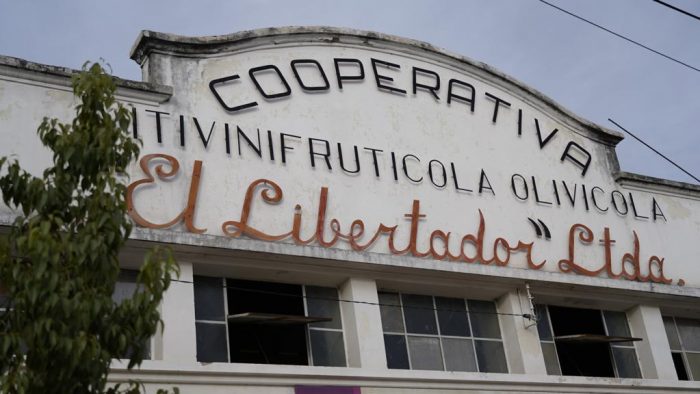 COOPERATIVA
ITIVINIFRUTICOLA OLIVICOLA
El Libertador” Ltda.